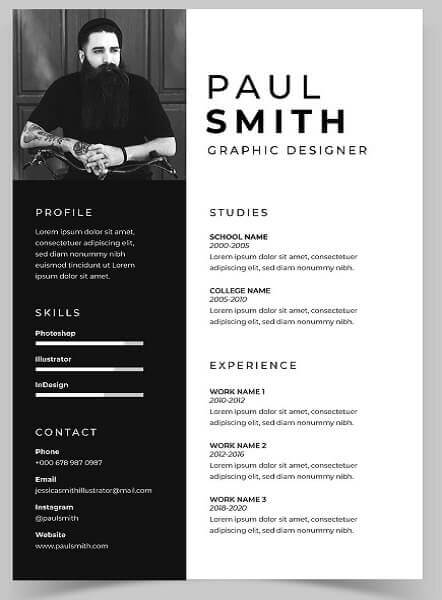 PAUL
SMITH
GRAPHIC DESIGNER
PROFILE
Lorem ipsum dolor sit amet,
consectetuer adipiscing elit,
sed diam nonummy nibh
euismod tincidunt ut Lorem
ipsum dolor sit amet,
nonummy nibh.
SKILLS
Photoshop
Illustrator
InDesign
CONTACT
Phone
+000 678 987 0987
Email
jessicasmithillustrator@mail.com
Instagram
@paulsmith
Website
www.paulsmith.com
STUDIES
SCHOOL NAME
2000-2005
Lorem ipsum dolor sit amet, consectetuer
adipiscing, sed diam nonummy nibh.
COLLEGE NAME
2005-2010
Lorem ipsum dolor sit amet, consectetuer
adipiscing, sed diam nonummy nibh.
EXPERIENCE
WORK NAME 1
2010-2012
Lorem ipsum dolor sit amet, consectetuer
adipiscing, sed diam nonummy nibh.
WORK NAME 2
2012-2016
Lorem ipsum dolor sit amet, consectetuer
adipiscing, sed diam nonummy nibh.
WORK NAME 3
2018-2020
Lorem ipsum dolor sit amet, consectetuer
adipiscing, sed diam nonummy nibh.